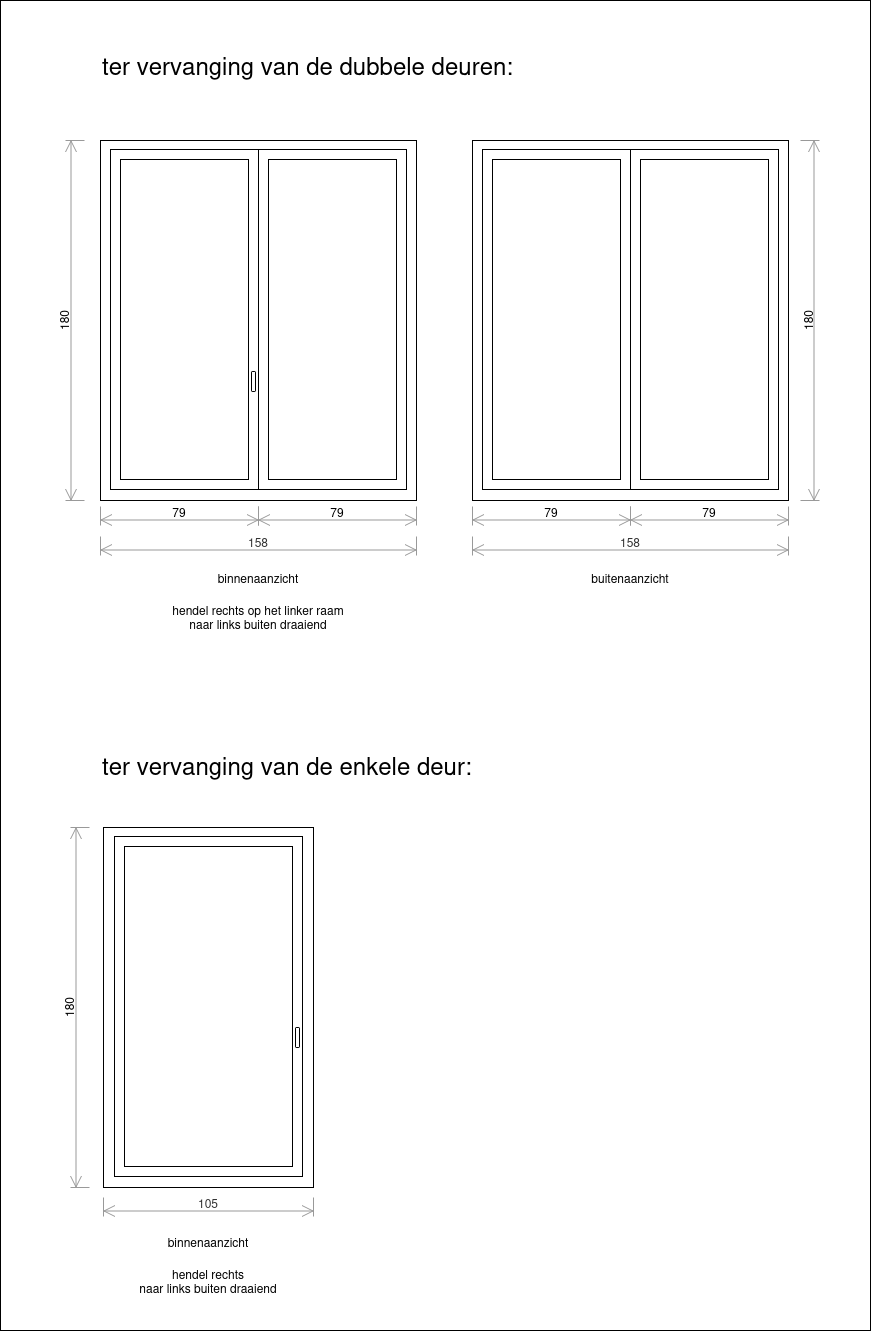 ter vervanging van de dubbele deuren:
180
180
79
79
79
79
158
158
binnenaanzicht
buitenaanzicht
hendel rechts op het linker raam
naar links buiten draaiend
ter vervanging van de enkele deur:
180
105
binnenaanzicht
hendel rechts
naar links buiten draaiend